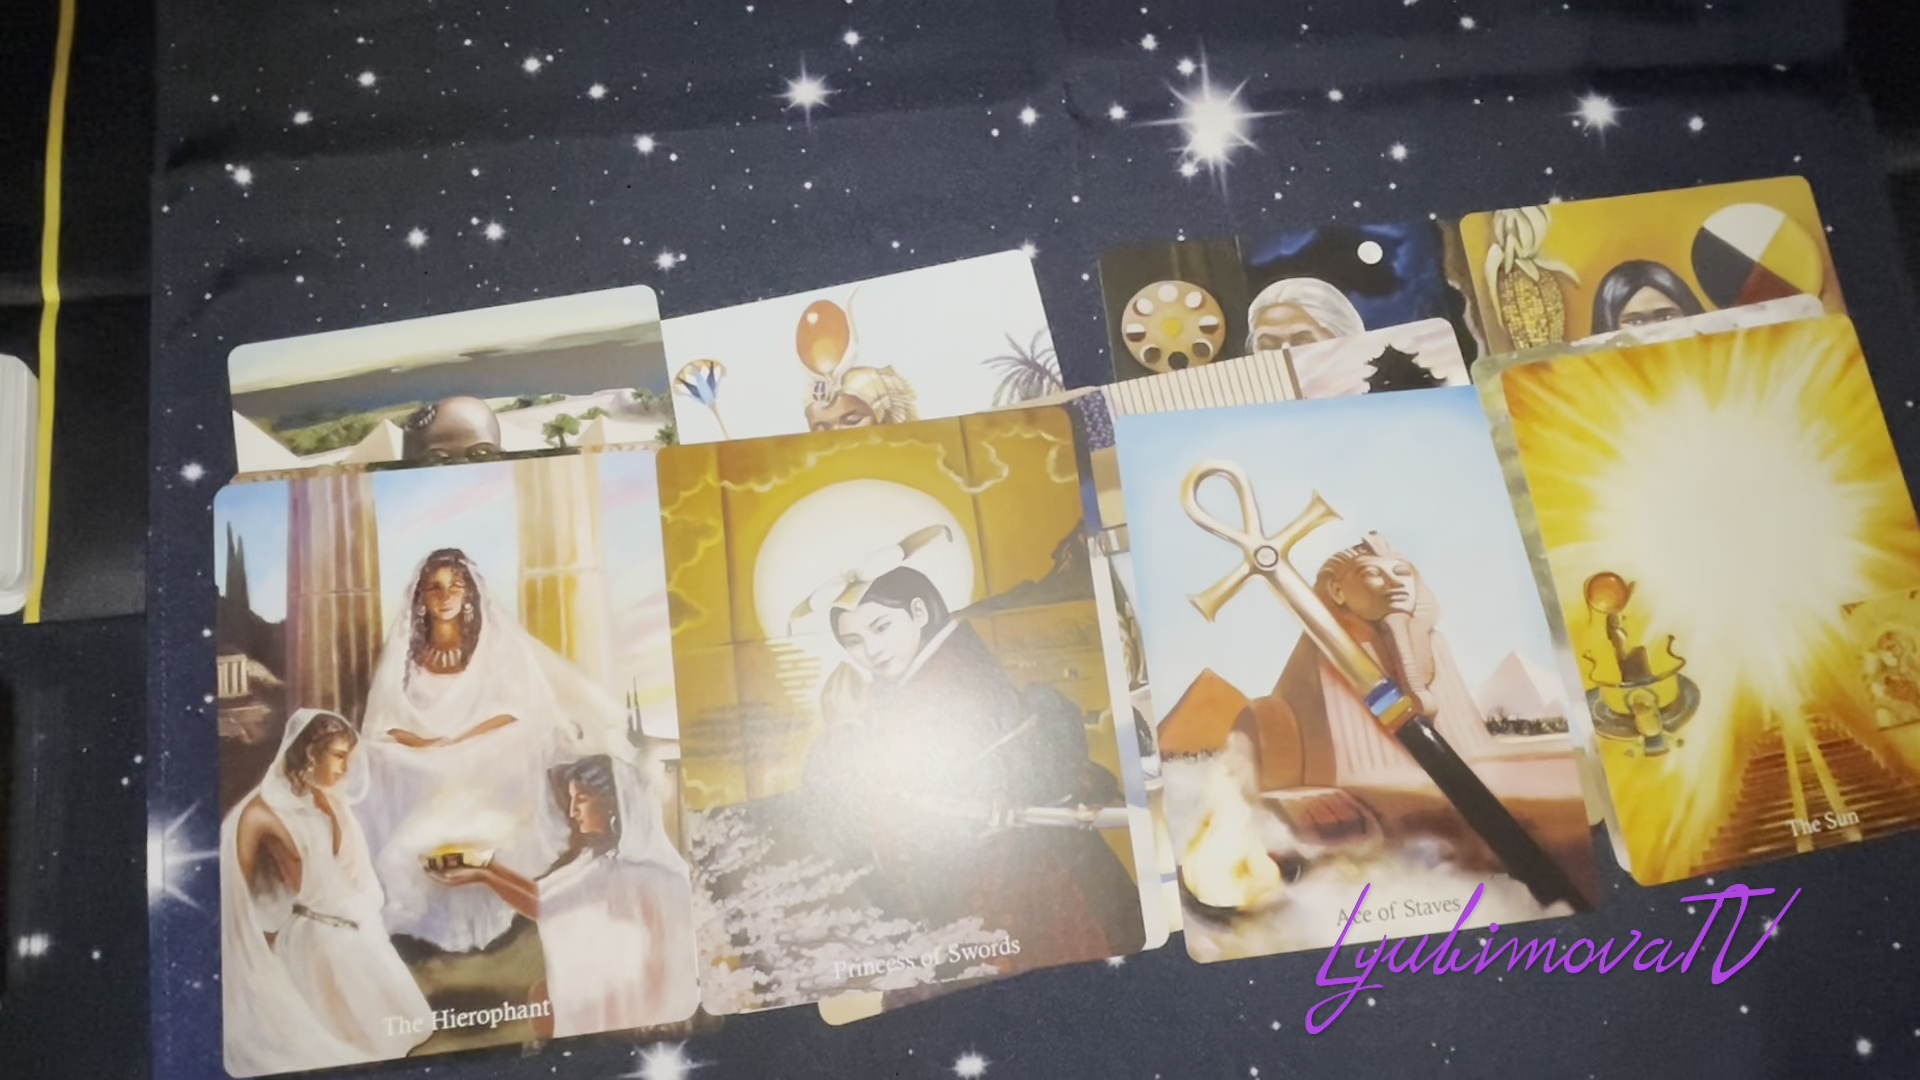 The Hierophant
Princess of Swords
Ace of Staves
The Sun
LyubimovaTV